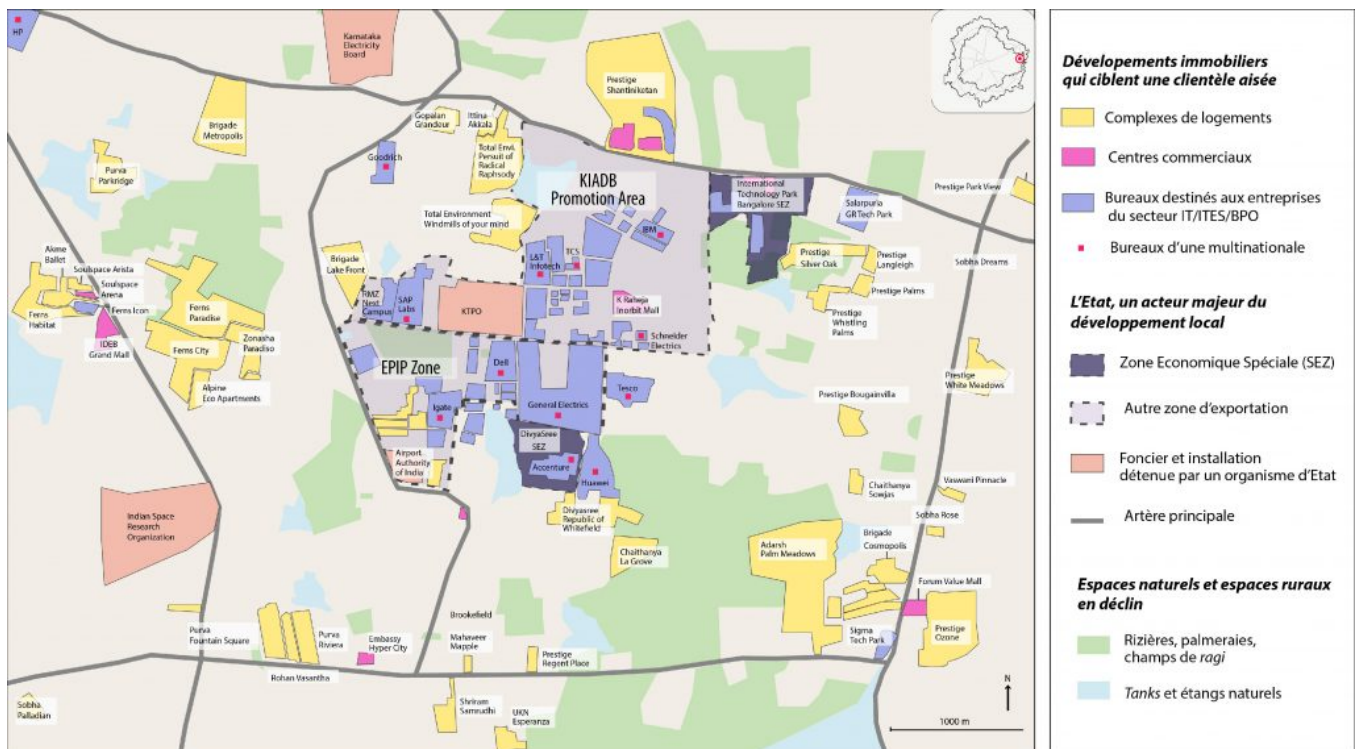 HP
Karnataka
Electricity
Board
Brigade
Metropolis
Purva
Parkridge
Gopalan
Grandeur
Ittina
Akkala
Goodrich
Total Envi.
Persuit of
Radical
Raphsody
Prestige
Shantiniketan
KIADB
Promotion Area
International
Technology Park
Bangalore SEZ
Salarpuria
GRTech Park
Prestige Park View
Total Environment
Windmills of your mind
IBM
TCS
L&T
Infotech
Brigade
Lake Front
Prestige
Silver Oak
Prestige
Langleigh
Sobha Dreams
Prestige Palms
Prestige
Whistling
Palms
Akme
Ballet
Soulspace Arista
Soulspace
Arena
Ferns
Habitat
Ferns Icon
IDEB
Grand Mall
Ferns
Paradise
Ferns City
Zonasha
Paradiso
Alpine
Eco Apartments
RMZ
Next
Campus
SAP
Labs
KTPO
K Raheja
Inorbit Mall
Schneider
Electrics
EPIP Zone
Dell
General Electrics
Tesco
Igate
Prestige
White Meadows
Prestige Bougainvilla
DivyaSree
SEZ
Accenture
Huawei
Airport
Authority
of India
Indian Space
Research
Organization
Divyasree
Republic of
Whitefield
Chaithanya
La Grove
Chaithanya
Sowjas
Vaswani Pinnacle
Sobha Rose
Adarsh
Palm Meadows
Brigade
Cosmopolis
Forum Value Mall
Prestige
Ozone
Sigma
Tech Park
Purva
Fountain Square
Purva
Riviera
Rohan Vasantha
Embassy
Hyper City
Brookefield
Mahaveer
Mapple
Prestige
Regent Place
Sobha
Palladian
Shriram
Samrudhi
UKN
Esperanza
N
1000 m
Dévelopements immobiliers
qui ciblent une clientèle aisée
Complexes de logements
Centres commerciaux
Bureaux destinés aux entreprises
du secteur IT/ITES/BPO
Bureaux d'une multinationale
L'Etat, un acteur majeur du
développement local
Zone Economique Spéciale (SEZ)
Autre zone d'exportation
Foncier et installation
détenue par un organisme d'Etat
Artère principale
Espaces naturels et espaces ruraux
en déclin
Rizières, palmeraies,
champs de ragi
Tanks et étangs naturels